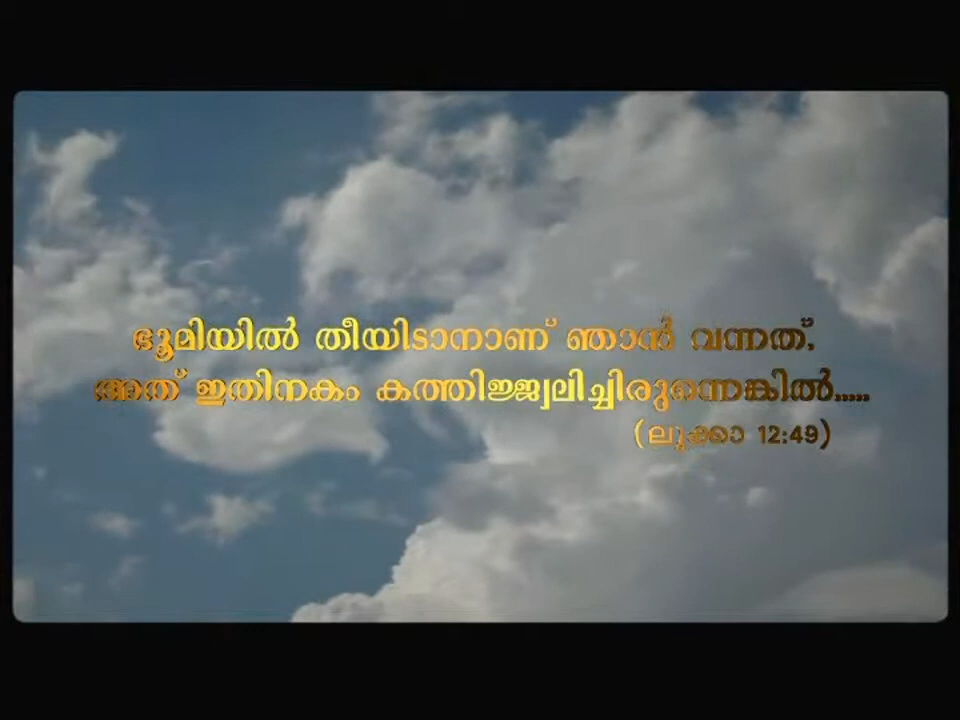 ഭൂമിയിൽ തീയിടാനാണ് ഞാൻ വന്നത്.
അത് ഇതിനകം കത്തിജ്ജ്വലിച്ചിരുന്നെങ്കിൽ.....
(ലൂക്കാ 12:49)